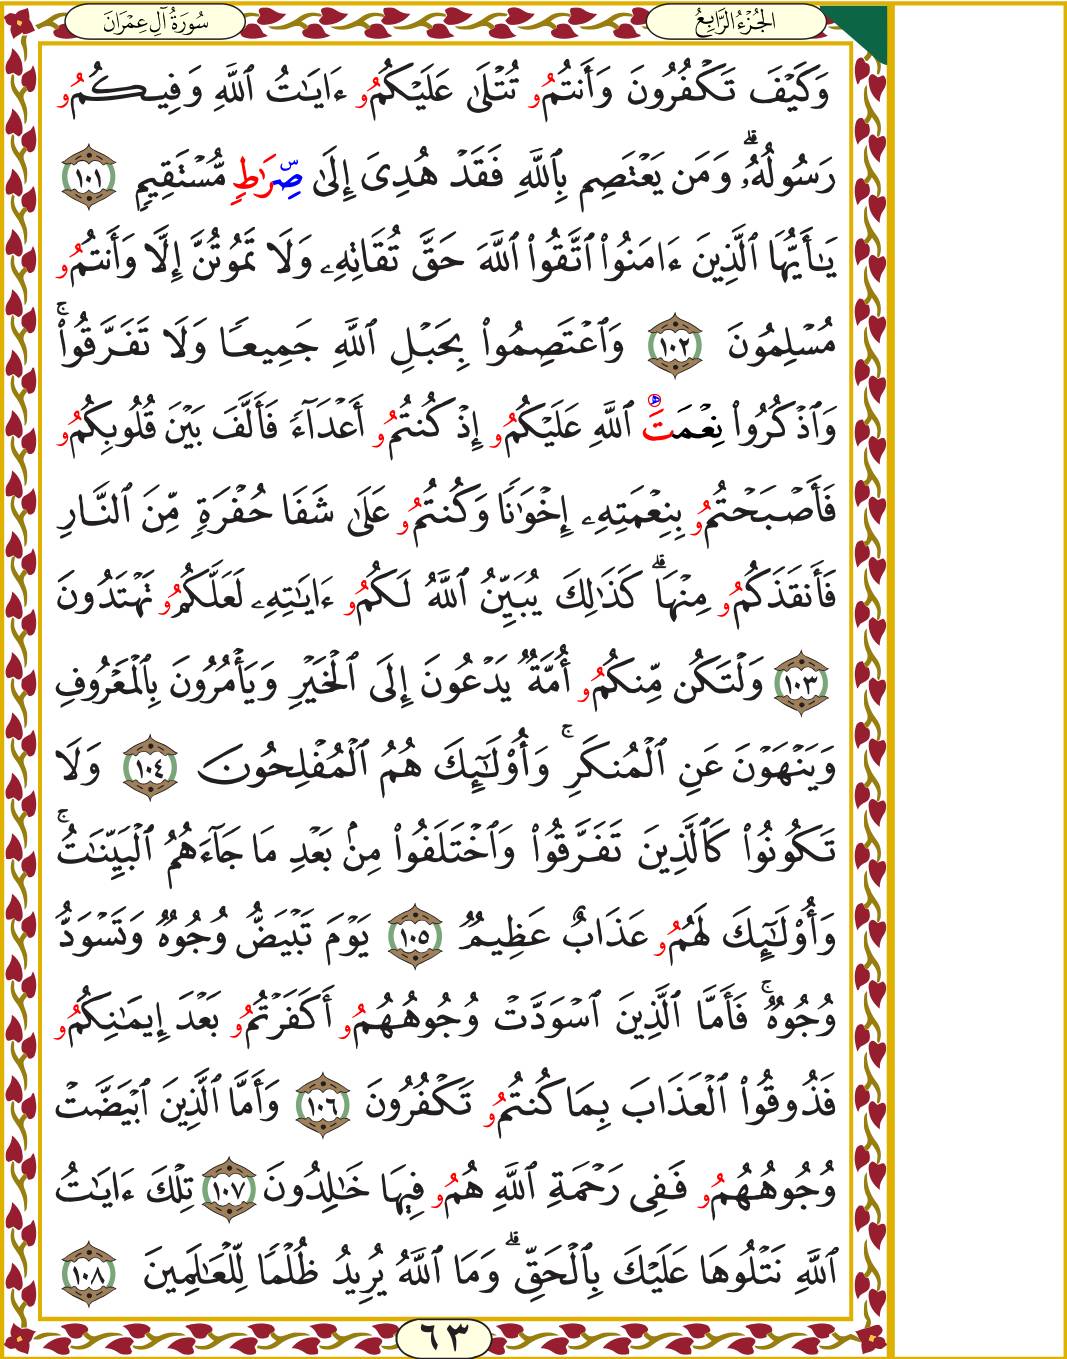 سُورَةُ آلِ عِمْرَانَ
الجُزْءُ الرَّابِعُ
وَكَيْفَ تَكْفُرُونَ وَأَنتُمُۥ تُتْلَىٰ عَلَيْكُمُۥ ءَايَٰتُ ٱللَّهِ وَفِيكُمُۥ
رَسُولُهُۥۗ وَمَن يَعْتَصِم بِٱللَّهِ فَقَدْ هُدِىَ إِلَىٰ صِۜرَٰطٍ مُّسْتَقِيمٍ ١٠١
يَٰٓأَيُّهَا ٱلَّذِينَ ءَامَنُوا۟ ٱتَّقُوا۟ ٱللَّهَ حَقَّ تُقَاتِهِۦ وَلَا تَمُوتُنَّ إِلَّا وَأَنتُمُۥ
مُسْلِمُونَ ١٠٢ وَٱعْتَصِمُوا۟ بِحَبْلِ ٱللَّهِ جَمِيعًا وَلَا تَفَرَّقُوا۟ۚ
وَٱذْكُرُوا۟ نِعْمَتَ ٱللَّهِ عَلَيْكُمُۥ إِذْ كُنتُمُۥ أَعْدَآءً فَأَلَّفَ بَيْنَ قُلُوبِكُمُۥ
فَأَصْبَحْتُمُۥ بِنِعْمَتِهِۦ إِخْوَٰنًا وَكُنتُمُۥ عَلَىٰ شَفَا حُفْرَةٍ مِّنَ ٱلنَّارِ
فَأَنقَذَكُمُۥ مِنْهَاۗ كَذَٰلِكَ يُبَيِّنُ ٱللَّهُ لَكُمُۥ ءَايَٰتِهِۦ لَعَلَّكُمُۥ تَهْتَدُونَ
١٠٣ وَلْتَكُن مِّنكُمُۥ أُمَّةٌ يَدْعُونَ إِلَى ٱلْخَيْرِ وَيَأْمُرُونَ بِٱلْمَعْرُوفِ
وَيَنْهَوْنَ عَنِ ٱلْمُنكَرِۚ وَأُو۟لَٰٓئِكَ هُمُ ٱلْمُفْلِحُونَ ١٠٤ وَلَا
تَكُونُوا۟ كَٱلَّذِينَ تَفَرَّقُوا۟ وَٱخْتَلَفُوا۟ مِنۢ بَعْدِ مَا جَآءَهُمُ ٱلْبَيِّنَٰتُۚ
وَأُو۟لَٰٓئِكَ لَهُمُۥ عَذَابٌ عَظِيمٌ ١٠٥ يَوْمَ تَبْيَضُّ وُجُوهٌ وَتَسْوَدُّ
وُجُوهٌۚ فَأَمَّا ٱلَّذِينَ ٱسْوَدَّتْ وُجُوهُهُمُۥ أَكَفَرْتُمُۥ بَعْدَ إِيمَٰنِكُمُۥ
فَذُوقُوا۟ ٱلْعَذَابَ بِمَا كُنتُمُۥ تَكْفُرُونَ ١٠٦ وَأَمَّا ٱلَّذِينَ ٱبْيَضَّتْ
وُجُوهُهُمُۥ فَفِى رَحْمَةِ ٱللَّهِ هُمُۥ فِيهَا خَٰلِدُونَ ١٠٧ تِلْكَ ءَايَٰتُ
ٱللَّهِ نَتْلُوهَا عَلَيْكَ بِٱلْحَقِّۗ وَمَا ٱللَّهُ يُرِيدُ ظُلْمًا لِّلْعَٰلَمِينَ ١٠٨
٦٣